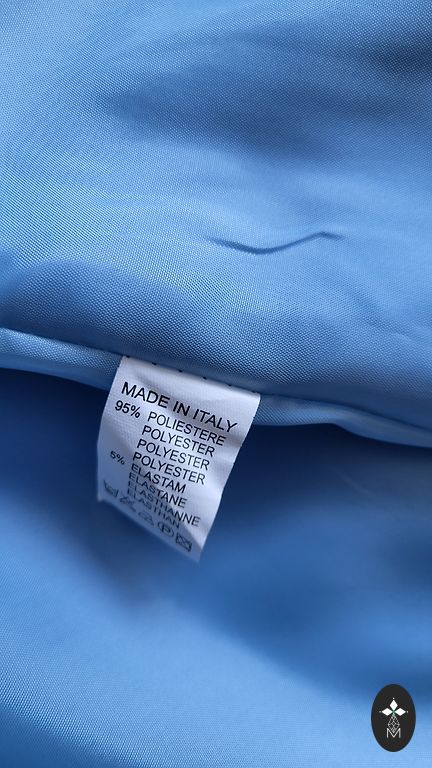 MADE IN ITALY
95% POLIESTERE
POLYESTER
POLYESTER
POLYESTER
5% ELASTAM
ELASTANE
ELASTHANNE
ELASTHAN